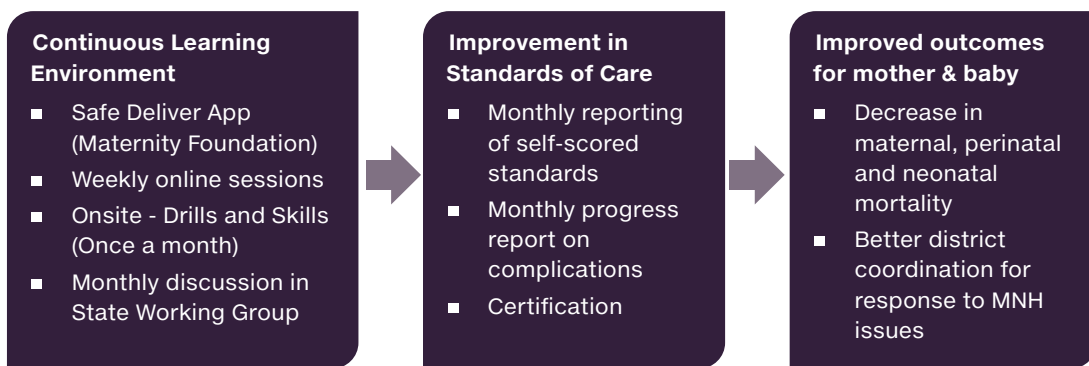 Continuous Learning
Environment
▪ Safe Deliver App
(Maternity Foundation)
▪ Weekly online sessions
▪ Onsite - Drills and Skills
(Once a month)
▪ Monthly discussion in
State Working Group
Improvement in
Standards of Care
▪ Monthly reporting
of self-scored
standards
▪ Monthly progress
report on
complications
▪ Certification
Improved outcomes
for mother & baby
▪ Decrease in
maternal, perinatal
and neonatal
mortality
▪ Better district
coordination for
response to MNH
issues